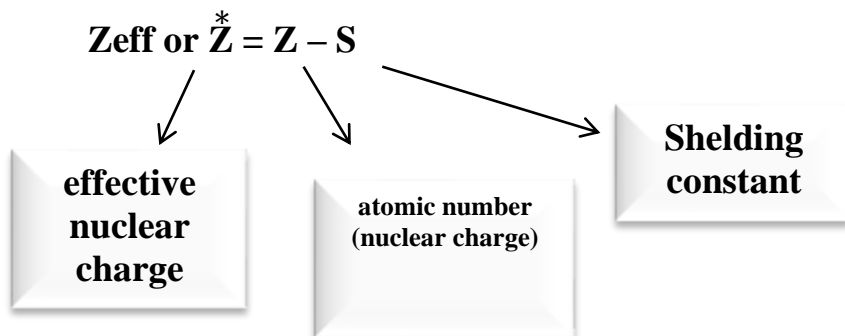 Zeff or Z* = Z – S
effective
nuclear
charge
atomic number
(nuclear charge)
Shelding
constant